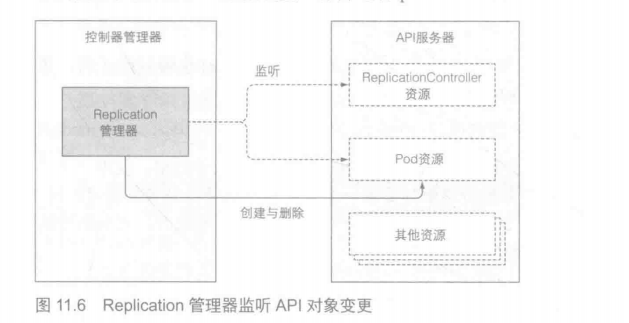 控制器管理器
API服务器
监听
ReplicationController
资源
Replication
管理器
Pod资源
创建与删除
其他资源
图 11.6 Replication 管理器监听 API 对象变更